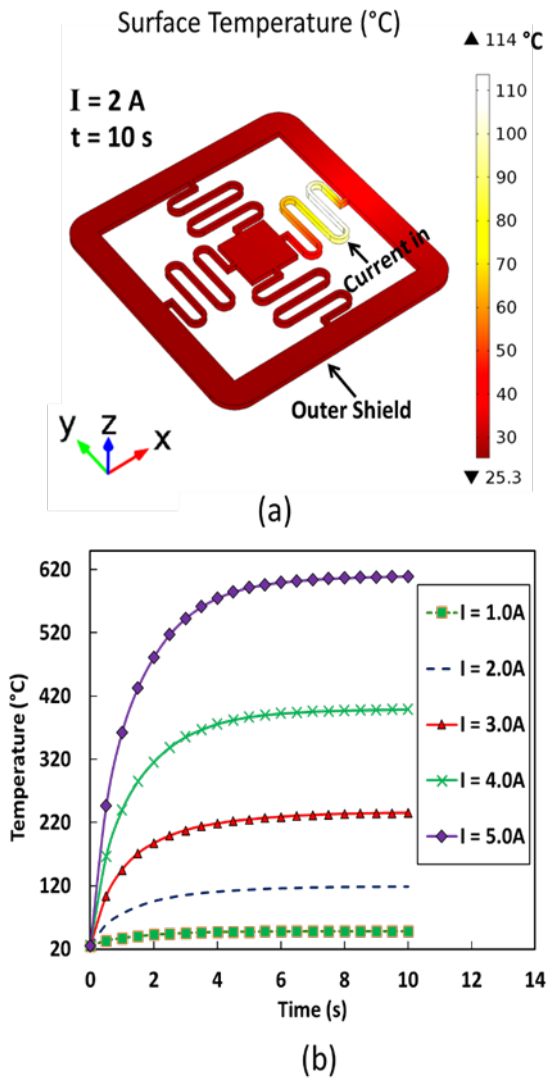 Surface Temperature (°C)
▲ 114 °C
I = 2 A
t = 10 s
110
100
90
80
70
60
50
40
30
▼ 25.3
Current in
Outer Shield
y z x
(a)
620
520
420
320
220
120
20
Temperature (°C)
I = 1.0A
I = 2.0A
I = 3.0A
I = 4.0A
I = 5.0A
0 2 4 6 8 10 12 14
Time (s)
(b)